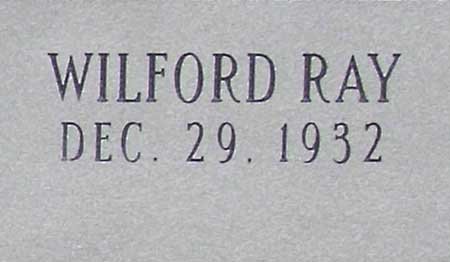 WILFORD RAY
DEC. 29. 1932